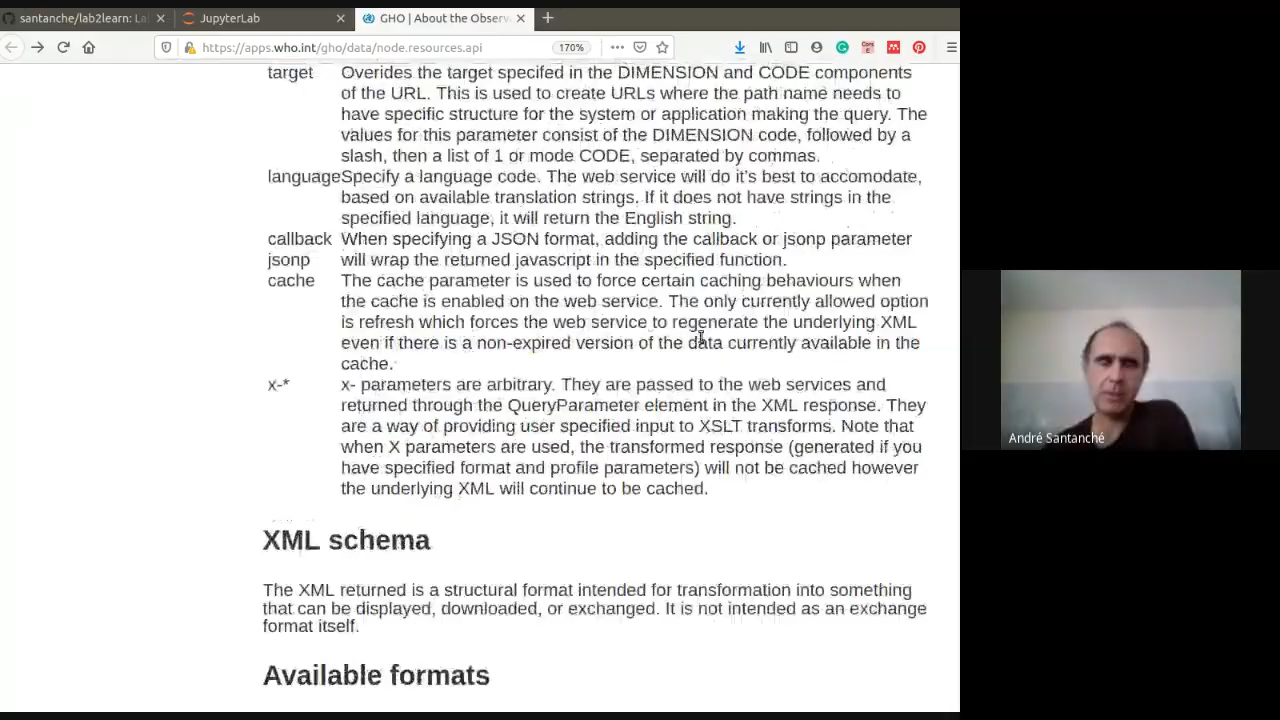 santanche/lab2learn: La
JupyterLab
GHO | About the Observ
https://apps.who.int/gho/data/node.resources.api
170%
target Overides the target specifed in the DIMENSION and CODE components
of the URL. This is used to create URLs where the path name needs to
have specific structure for the system or application making the query. The
values for this parameter consist of the DIMENSION code, followed by a
slash, then a list of 1 or mode CODE, separated by commas.
language Specify a language code. The web service will do it's best to accomodate,
based on available translation strings. If it does not have strings in the
specified language, it will return the English string.
callback When specifying a JSON format, adding the callback or jsonp parameter
jsonp will wrap the returned javascript in the specified function.
cache The cache parameter is used to force certain caching behaviours when
the cache is enabled on the web service. The only currently allowed option
is refresh which forces the web service to regenerate the underlying XML
even if there is a non-expired version of the data currently available in the
cache.
x-* x- parameters are arbitrary. They are passed to the web services and
returned through the QueryParameter element in the XML response. They
are a way of providing user specified input to XSLT transforms. Note that
when X parameters are used, the transformed response (generated if you
have specified format and profile parameters) will not be cached however
the underlying XML will continue to be cached.
XML schema
The XML returned is a structural format intended for transformation into something
that can be displayed, downloaded, or exchanged. It is not intended as an exchange
format itself.
Available formats
André Santanchè